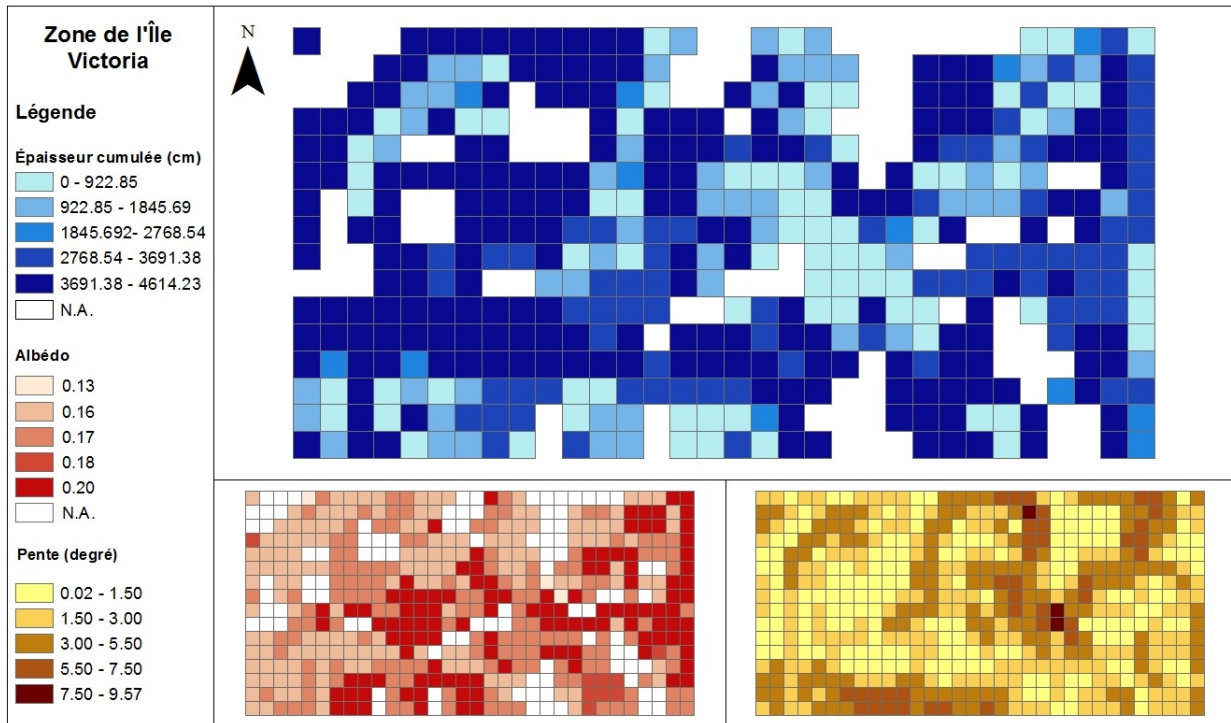 Zone de l'Île
Victoria
N
Légende
Épaisseur cumulée (cm)
0 - 922.85
922.85 - 1845.69
1845.692- 2768.54
2768.54 - 3691.38
3691.38 - 4614.23
N.A.
Albédo
0.13
0.16
0.17
0.18
0.20
N.A.
Pente (degré)
0.02 - 1.50
1.50 - 3.00
3.00 - 5.50
5.50 - 7.50
7.50 - 9.57